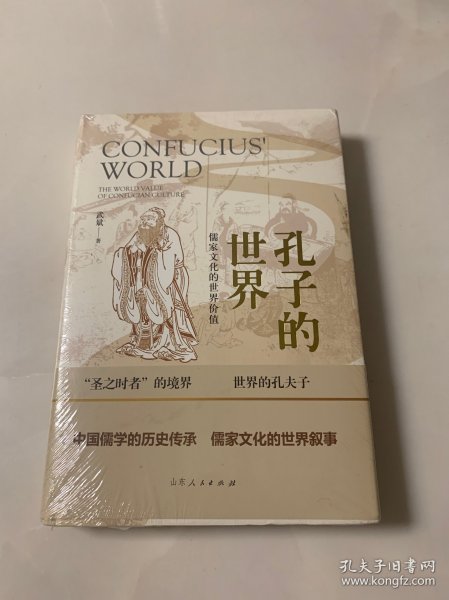 CONFUCIUS'
WORLD
THE WORLD VALUE
OF CONFUCIAN CULTURE
武斌 著
孔子的
世界
儒家文化的世界价值
“圣之时者”的境界 世界的孔夫子
中国儒学的历史传承 儒家文化的世界叙事
山东人民出版社
孔夫子旧书网
www.kongfz.com